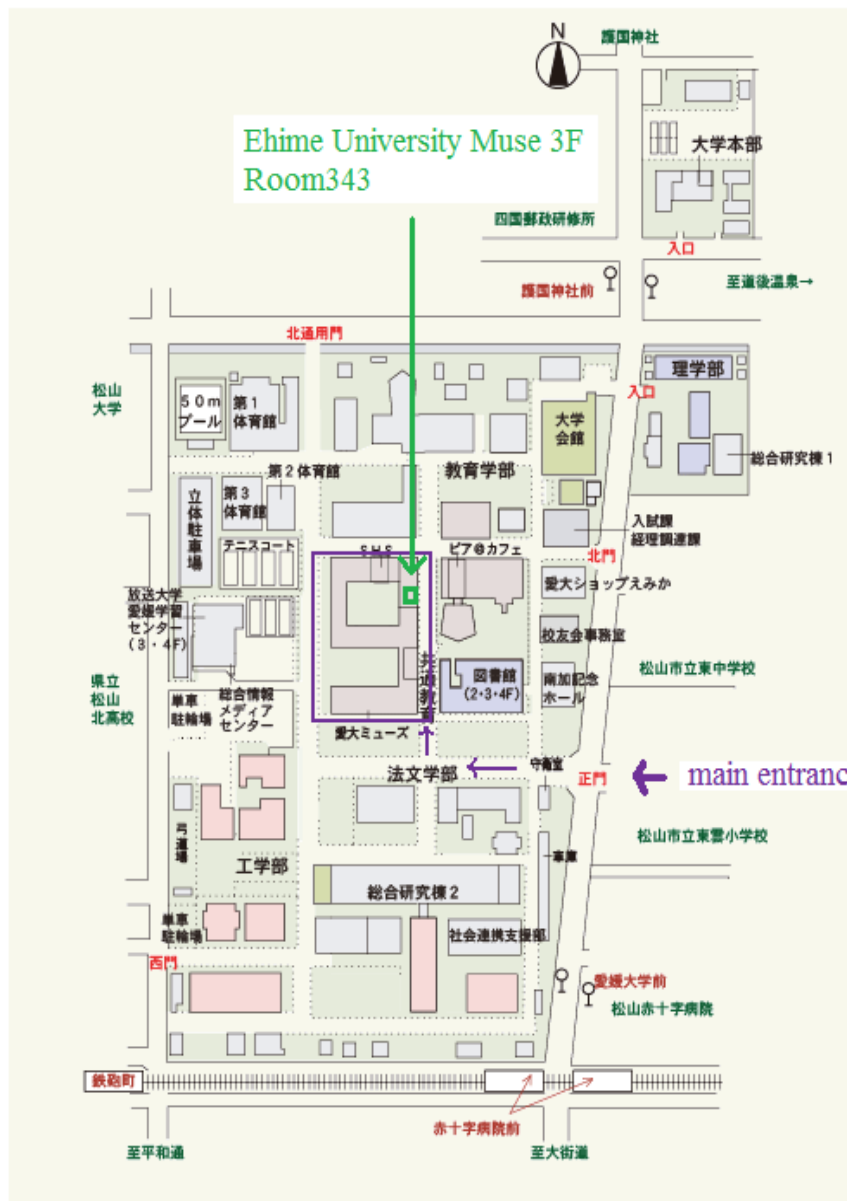 N
護国神社
大学本部
Ehime University Muse 3F
Room343
四国郵政研修所
入口
護国神社前
至道後温泉→
北通用門
松山
大学
50m
プール
第1
体育館
大学
会館
理学部
入口
総合研究棟1
教育学部
第2体育館
立体駐車場
第3
体育館
テニスコート
SHS
ピア@カフェ
入試課
経理調達課
北門
愛大ショップえみか
放送大学
愛媛学習
センター
(3・4F)
校友会事務室
共通教育
図書館
(2・3・4F)
南加記念
ホール
松山市立東中学校
県立
松山
北高校
単車
駐輪場
総合情報
メディア
センター
愛大ミューズ
法文学部
守衛室
正門
main entranc
弓道場
工学部
車庫
松山市立東雲小学校
総合研究棟2
単車
駐輪場
社会連携支援部
西門
愛媛大学前
松山赤十字病院
鉄砲町
赤十字病院前
至平和通
至大街道